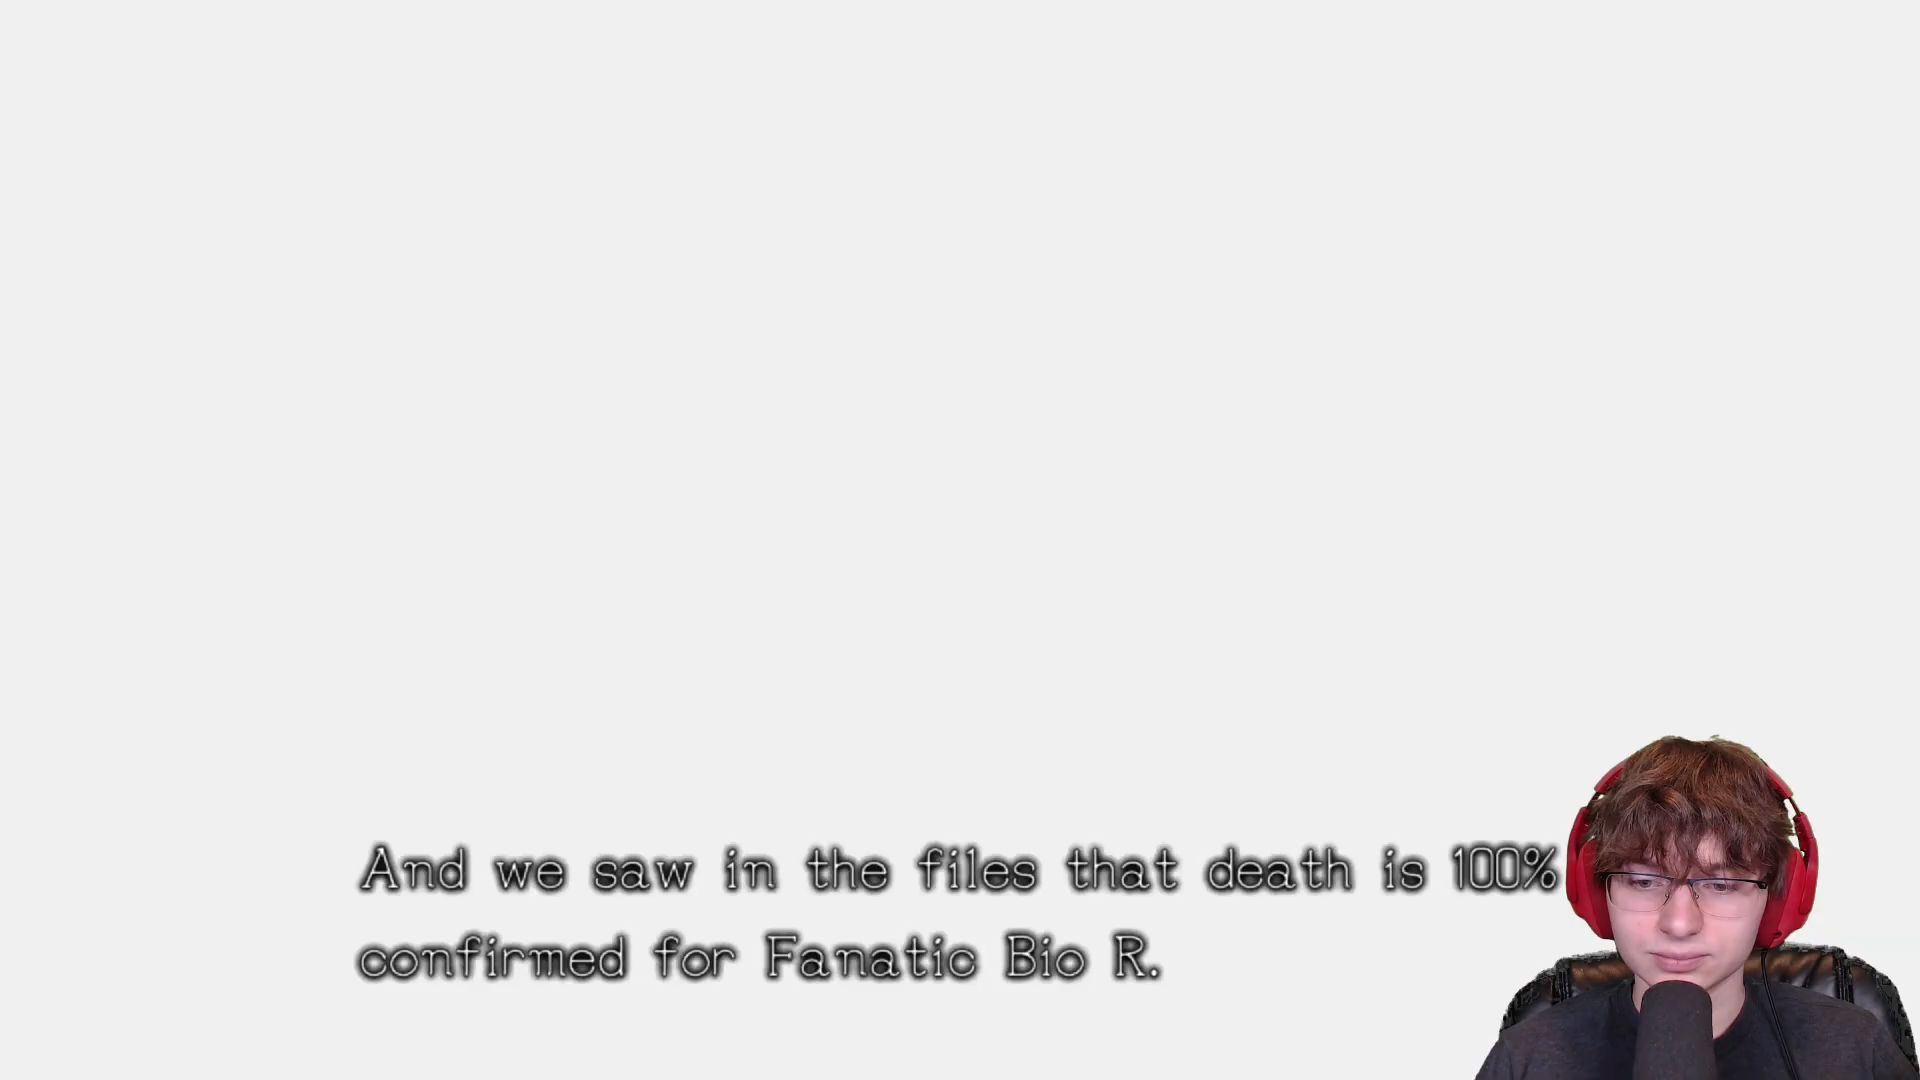 And we saw in the files that death is 100%
confirmed for Fanatic Bio R.